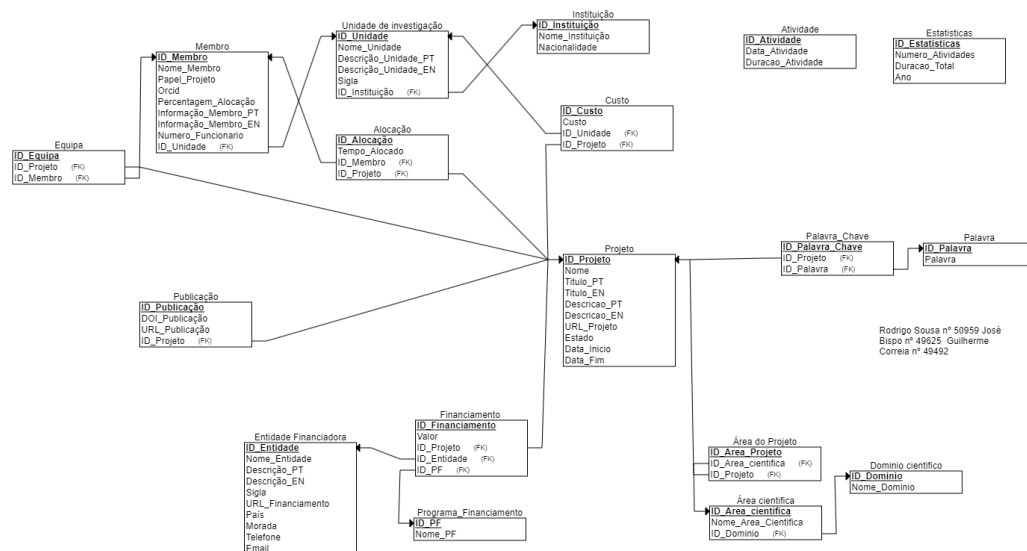 Instituição
ID_Instituição
Nome_Instituição
Nacionalidade
Unidade de investigação
ID_Unidade
Nome_Unidade
Descrição_Unidade_PT
Descrição_Unidade_EN
Sigla
ID_Instituição (FK)
Atividade
ID_Atividade
Data_Atividade
Duracao_Atividade
Estatisticas
ID_Estatisticas
Numero_Atividades
Duracao_Total
Ano
Membro
ID_Membro
Nome_Membro
Papel_Projeto
Orcid
Percentagem_Alocação
Informação_Membro_PT
Informação_Membro_EN
Numero_Funcionario
ID_Unidade (FK)
Custo
ID_Custo
Custo
ID_Unidade (FK)
ID_Projeto (FK)
Alocação
ID_Alocação
Tempo_Alocado
ID_Membro (FK)
ID_Projeto (FK)
Equipa
ID_Equipa
ID_Projeto (FK)
ID_Membro (FK)
Projeto
ID_Projeto
Nome
Titulo_PT
Titulo_EN
Descricao_PT
Descricao_EN
URL_Projeto
Estado
Data_Inicio
Data_Fim
Palavra_Chave
ID_Palavra_Chave
ID_Projeto (FK)
ID_Palavra (FK)
Palavra
ID_Palavra
Palavra
Publicação
ID_Publicação
DOI_Publicação
URL_Publicação
ID_Projeto (FK)
Rodrigo Sousa nº 50959 José
Bispo nº 49625 Guilherme
Correia nº 49492
Financiamento
ID_Financiamento
Valor
ID_Projeto (FK)
ID_Entidade (FK)
ID_PF (FK)
Entidade Financiadora
ID_Entidade
Nome_Entidade
Descrição_PT
Descrição_EN
Sigla
URL_Financiamento
País
Morada
Telefone
Email
Programa_Financiamento
ID_PF
Nome_PF
Área do Projeto
ID_Area_Projeto
ID_Area_cientifica (FK)
ID_Projeto (FK)
Dominio cientifico
ID_Dominio
Nome_Dominio
Área cientifica
ID_Area_cientifica
Nome_Area_Cientifica
ID_Dominio (FK)